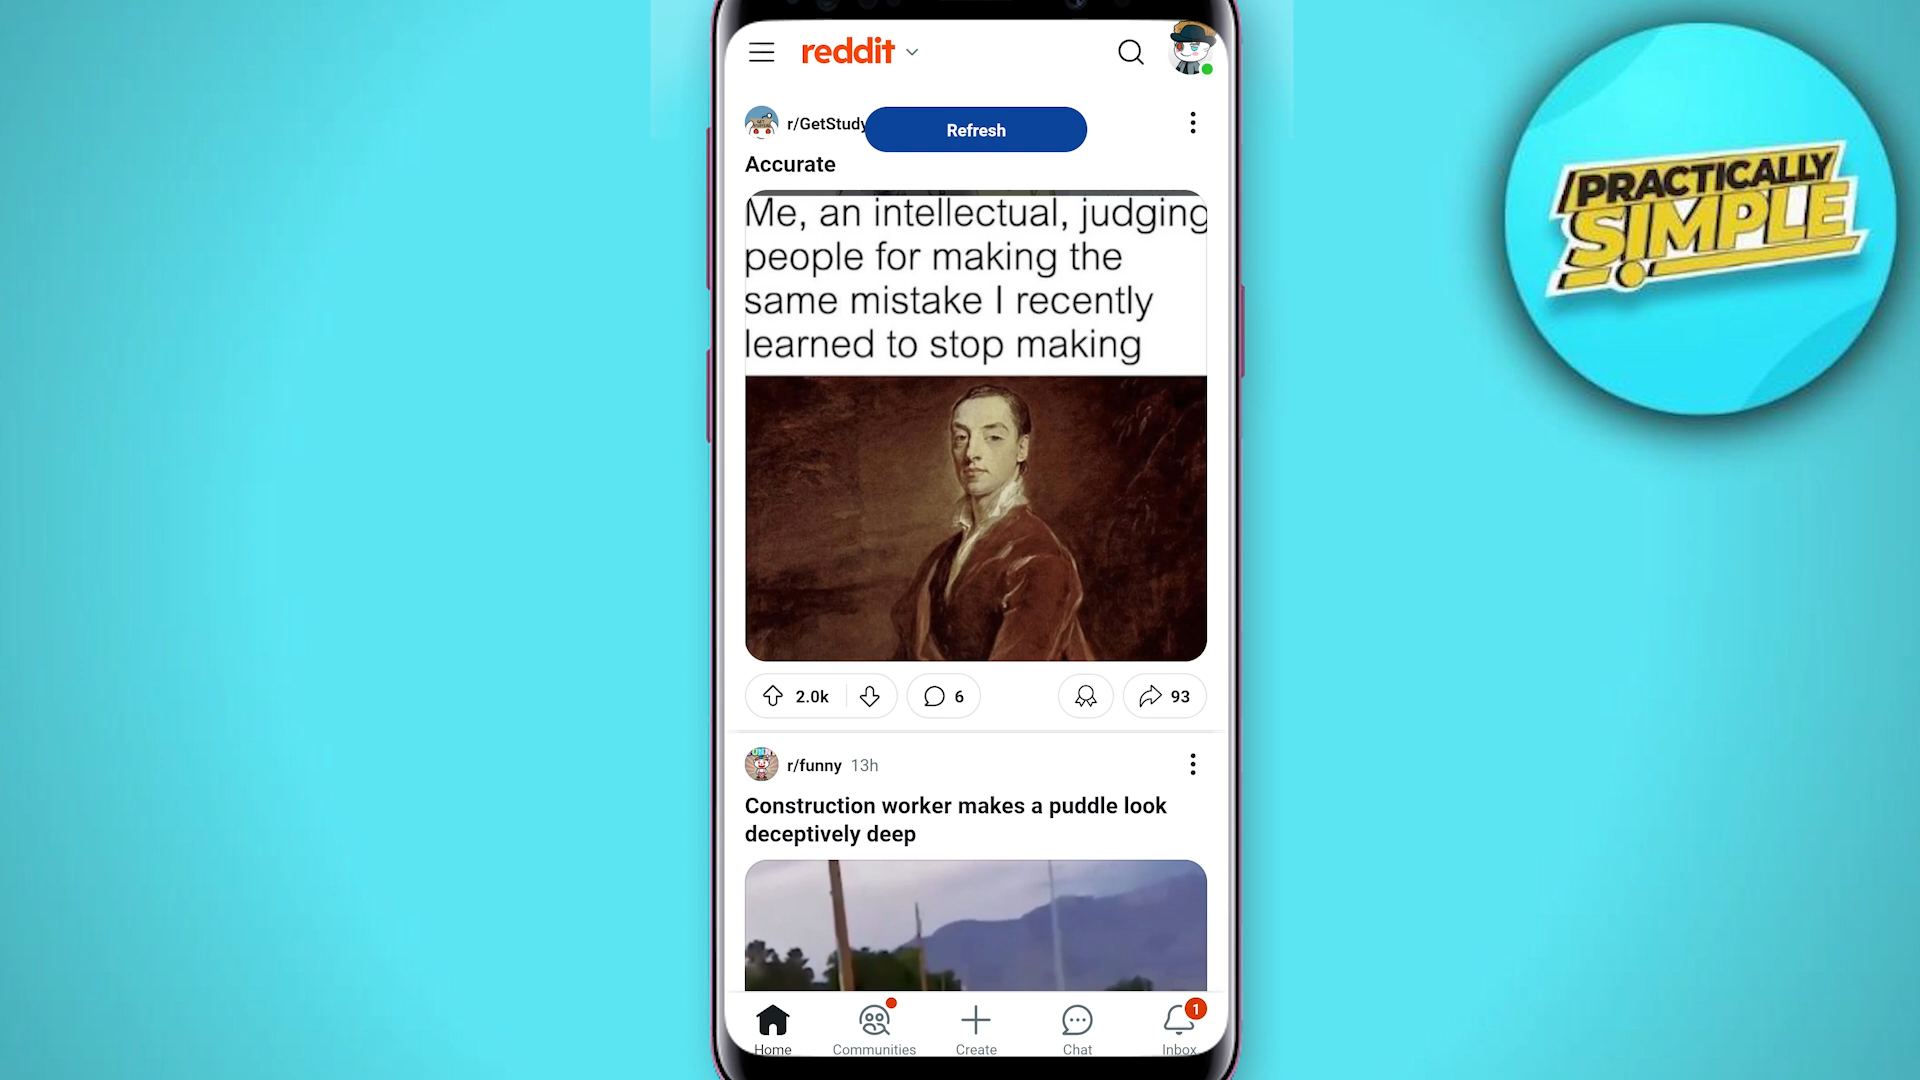 reddit
r/GetStudy
Refresh
Accurate
Me, an intellectual, judging
people for making the
same mistake I recently
learned to stop making
2.0k
6
93
r/funny 13h
Construction worker makes a puddle look
deceptively deep
Home
Communities
Create
Chat
1
Inbox
PRACTICALLY
SIMPLE